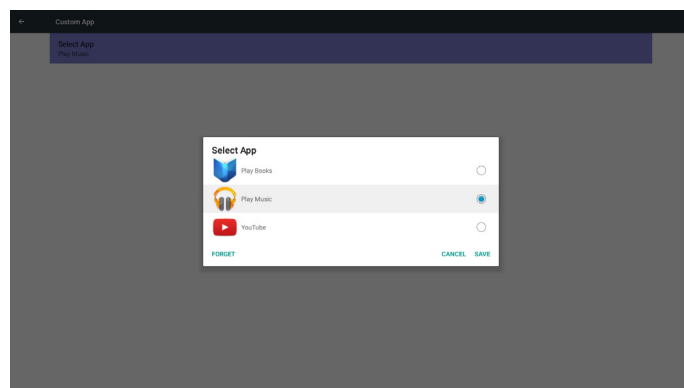 Custom App
Select App
Play Music
Select App
Play Books
Play Music
YouTube
FORGET CANCEL SAVE